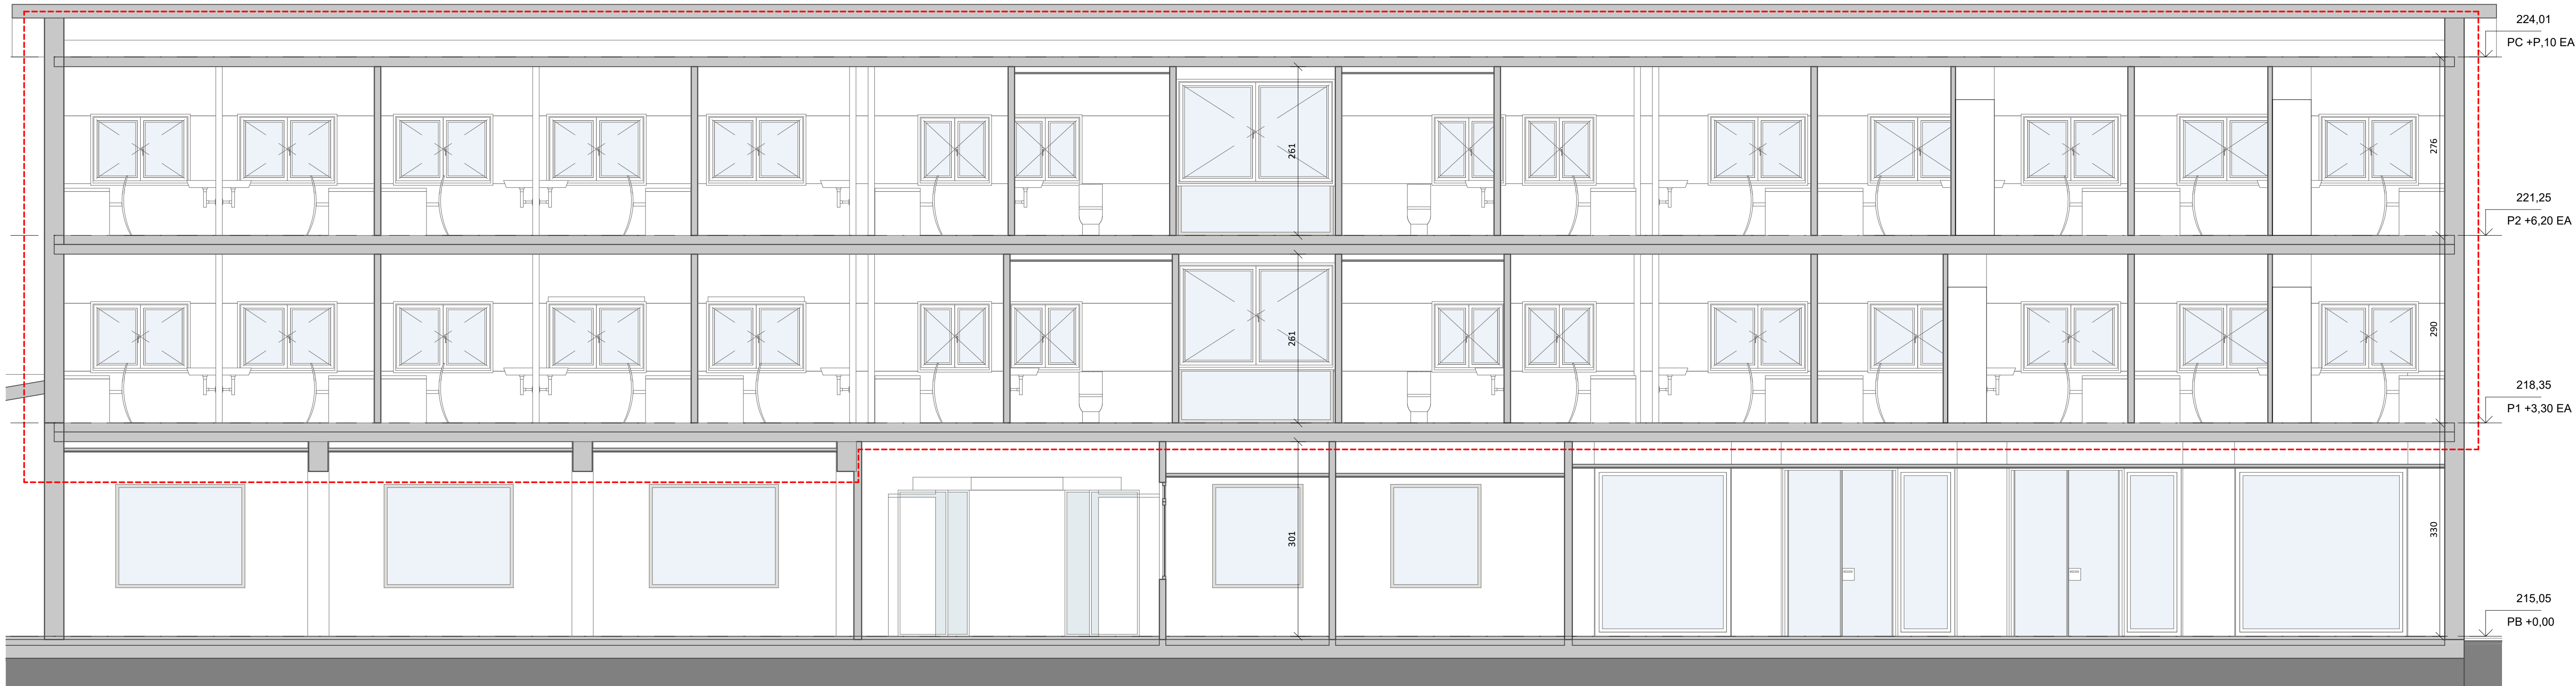 224,01
PC +P,10 EA
261
276
221,25
P2 +6,20 EA
261
290
218,35
P1 +3,30 EA
301
330
215,05
PB +0,00